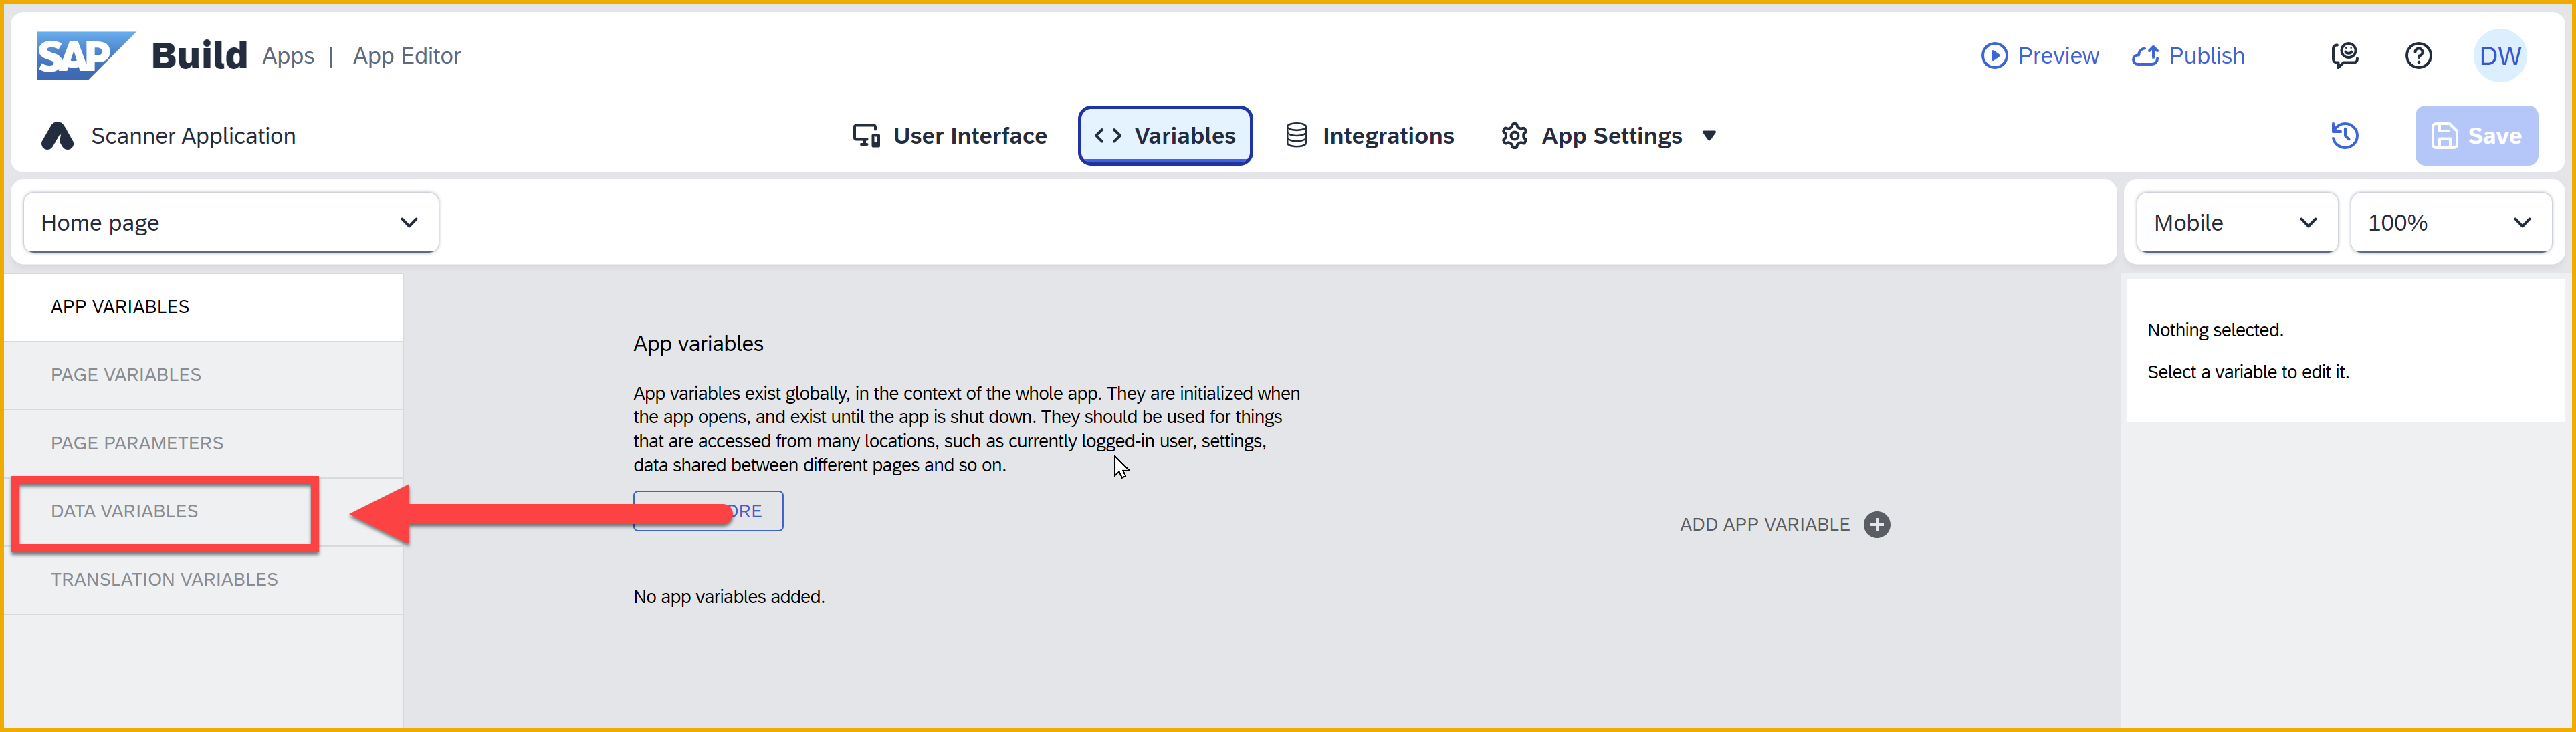 SAP Build Apps | App Editor
Preview
Publish
DW
Scanner Application
User Interface
Variables
Integrations
App Settings
Save
Home page
Mobile
100%
APP VARIABLES
PAGE VARIABLES
PAGE PARAMETERS
DATA VARIABLES
TRANSLATION VARIABLES
App variables
App variables exist globally, in the context of the whole app. They are initialized when
the app opens, and exist until the app is shut down. They should be used for things
that are accessed from many locations, such as currently logged-in user, settings,
data shared between different pages and so on.
ADD APP VARIABLE
No app variables added.
Nothing selected.
Select a variable to edit it.